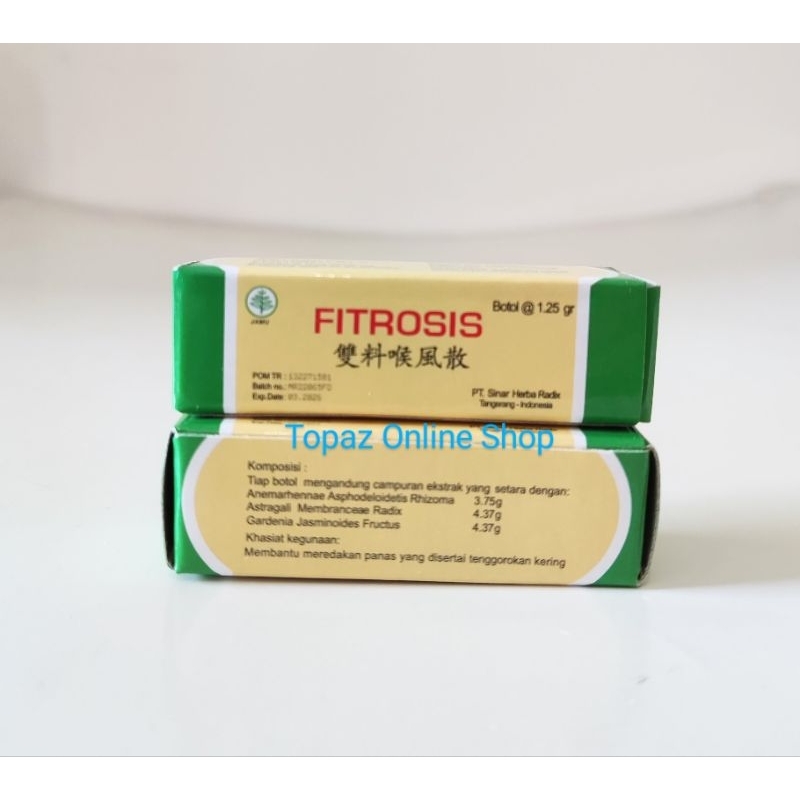 JAMU
FITROSIS
Botol @ 1.25 gr
雙料喉風散
POM TR : 132271581
Exp.Date: 03.2025
PT. Sinar Herba Radix
Tangerang - Indonesia
Topaz Online Shop
Komposisi :
Tiap botol mengandung campuran ekstrak yang setara dengan:
Anemarhennae Asphodeloidetis Rhizoma 3.75g
Astragali Membranceae Radix 4.37g
Gardenia Jasminoides Fructus 4.37g
Khasiat kegunaan:
Membantu meredakan panas yang disertai tenggorokan kering